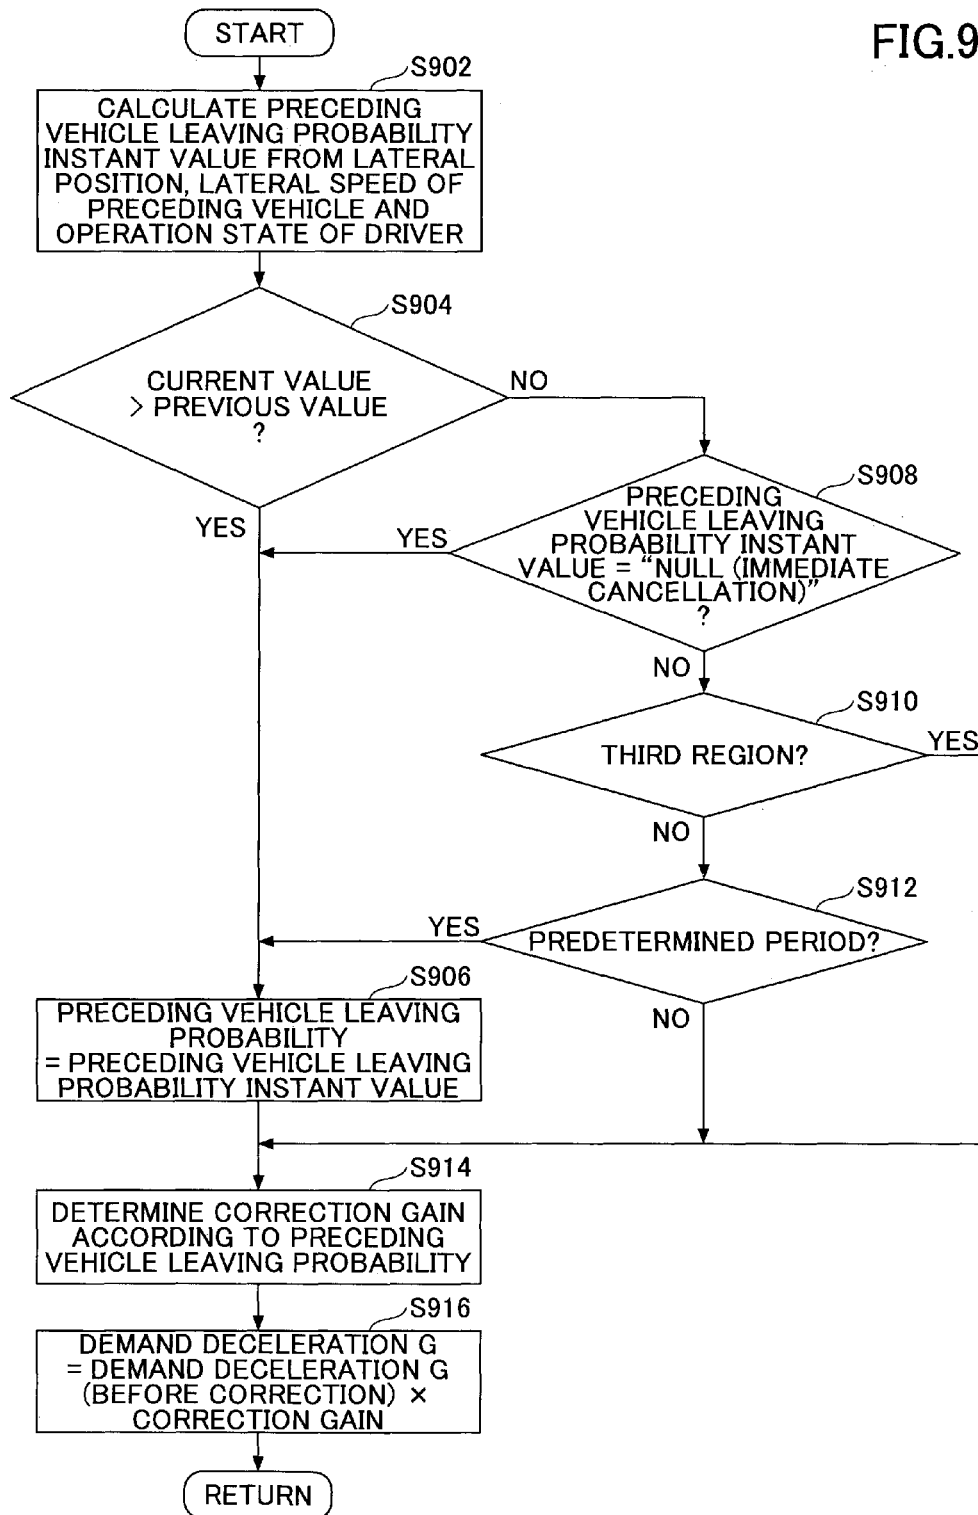 START
FIG.9
S902
CALCULATE PRECEDING
VEHICLE LEAVING PROBABILITY
INSTANT VALUE FROM LATERAL
POSITION, LATERAL SPEED OF
PRECEDING VEHICLE AND
OPERATION STATE OF DRIVER
S904
CURRENT VALUE
> PREVIOUS VALUE
?
NO
YES
S908
PRECEDING
VEHICLE LEAVING
PROBABILITY INSTANT
VALUE = “NULL (IMMEDIATE
CANCELLATION)”
?
YES
NO
S910
THIRD REGION?
YES
NO
S912
PREDETERMINED PERIOD?
YES
NO
S906
PRECEDING VEHICLE LEAVING
PROBABILITY
= PRECEDING VEHICLE LEAVING
PROBABILITY INSTANT VALUE
S914
DETERMINE CORRECTION GAIN
ACCORDING TO PRECEDING
VEHICLE LEAVING PROBABILITY
S916
DEMAND DECELERATION G
= DEMAND DECELERATION G
(BEFORE CORRECTION) ×
CORRECTION GAIN
RETURN